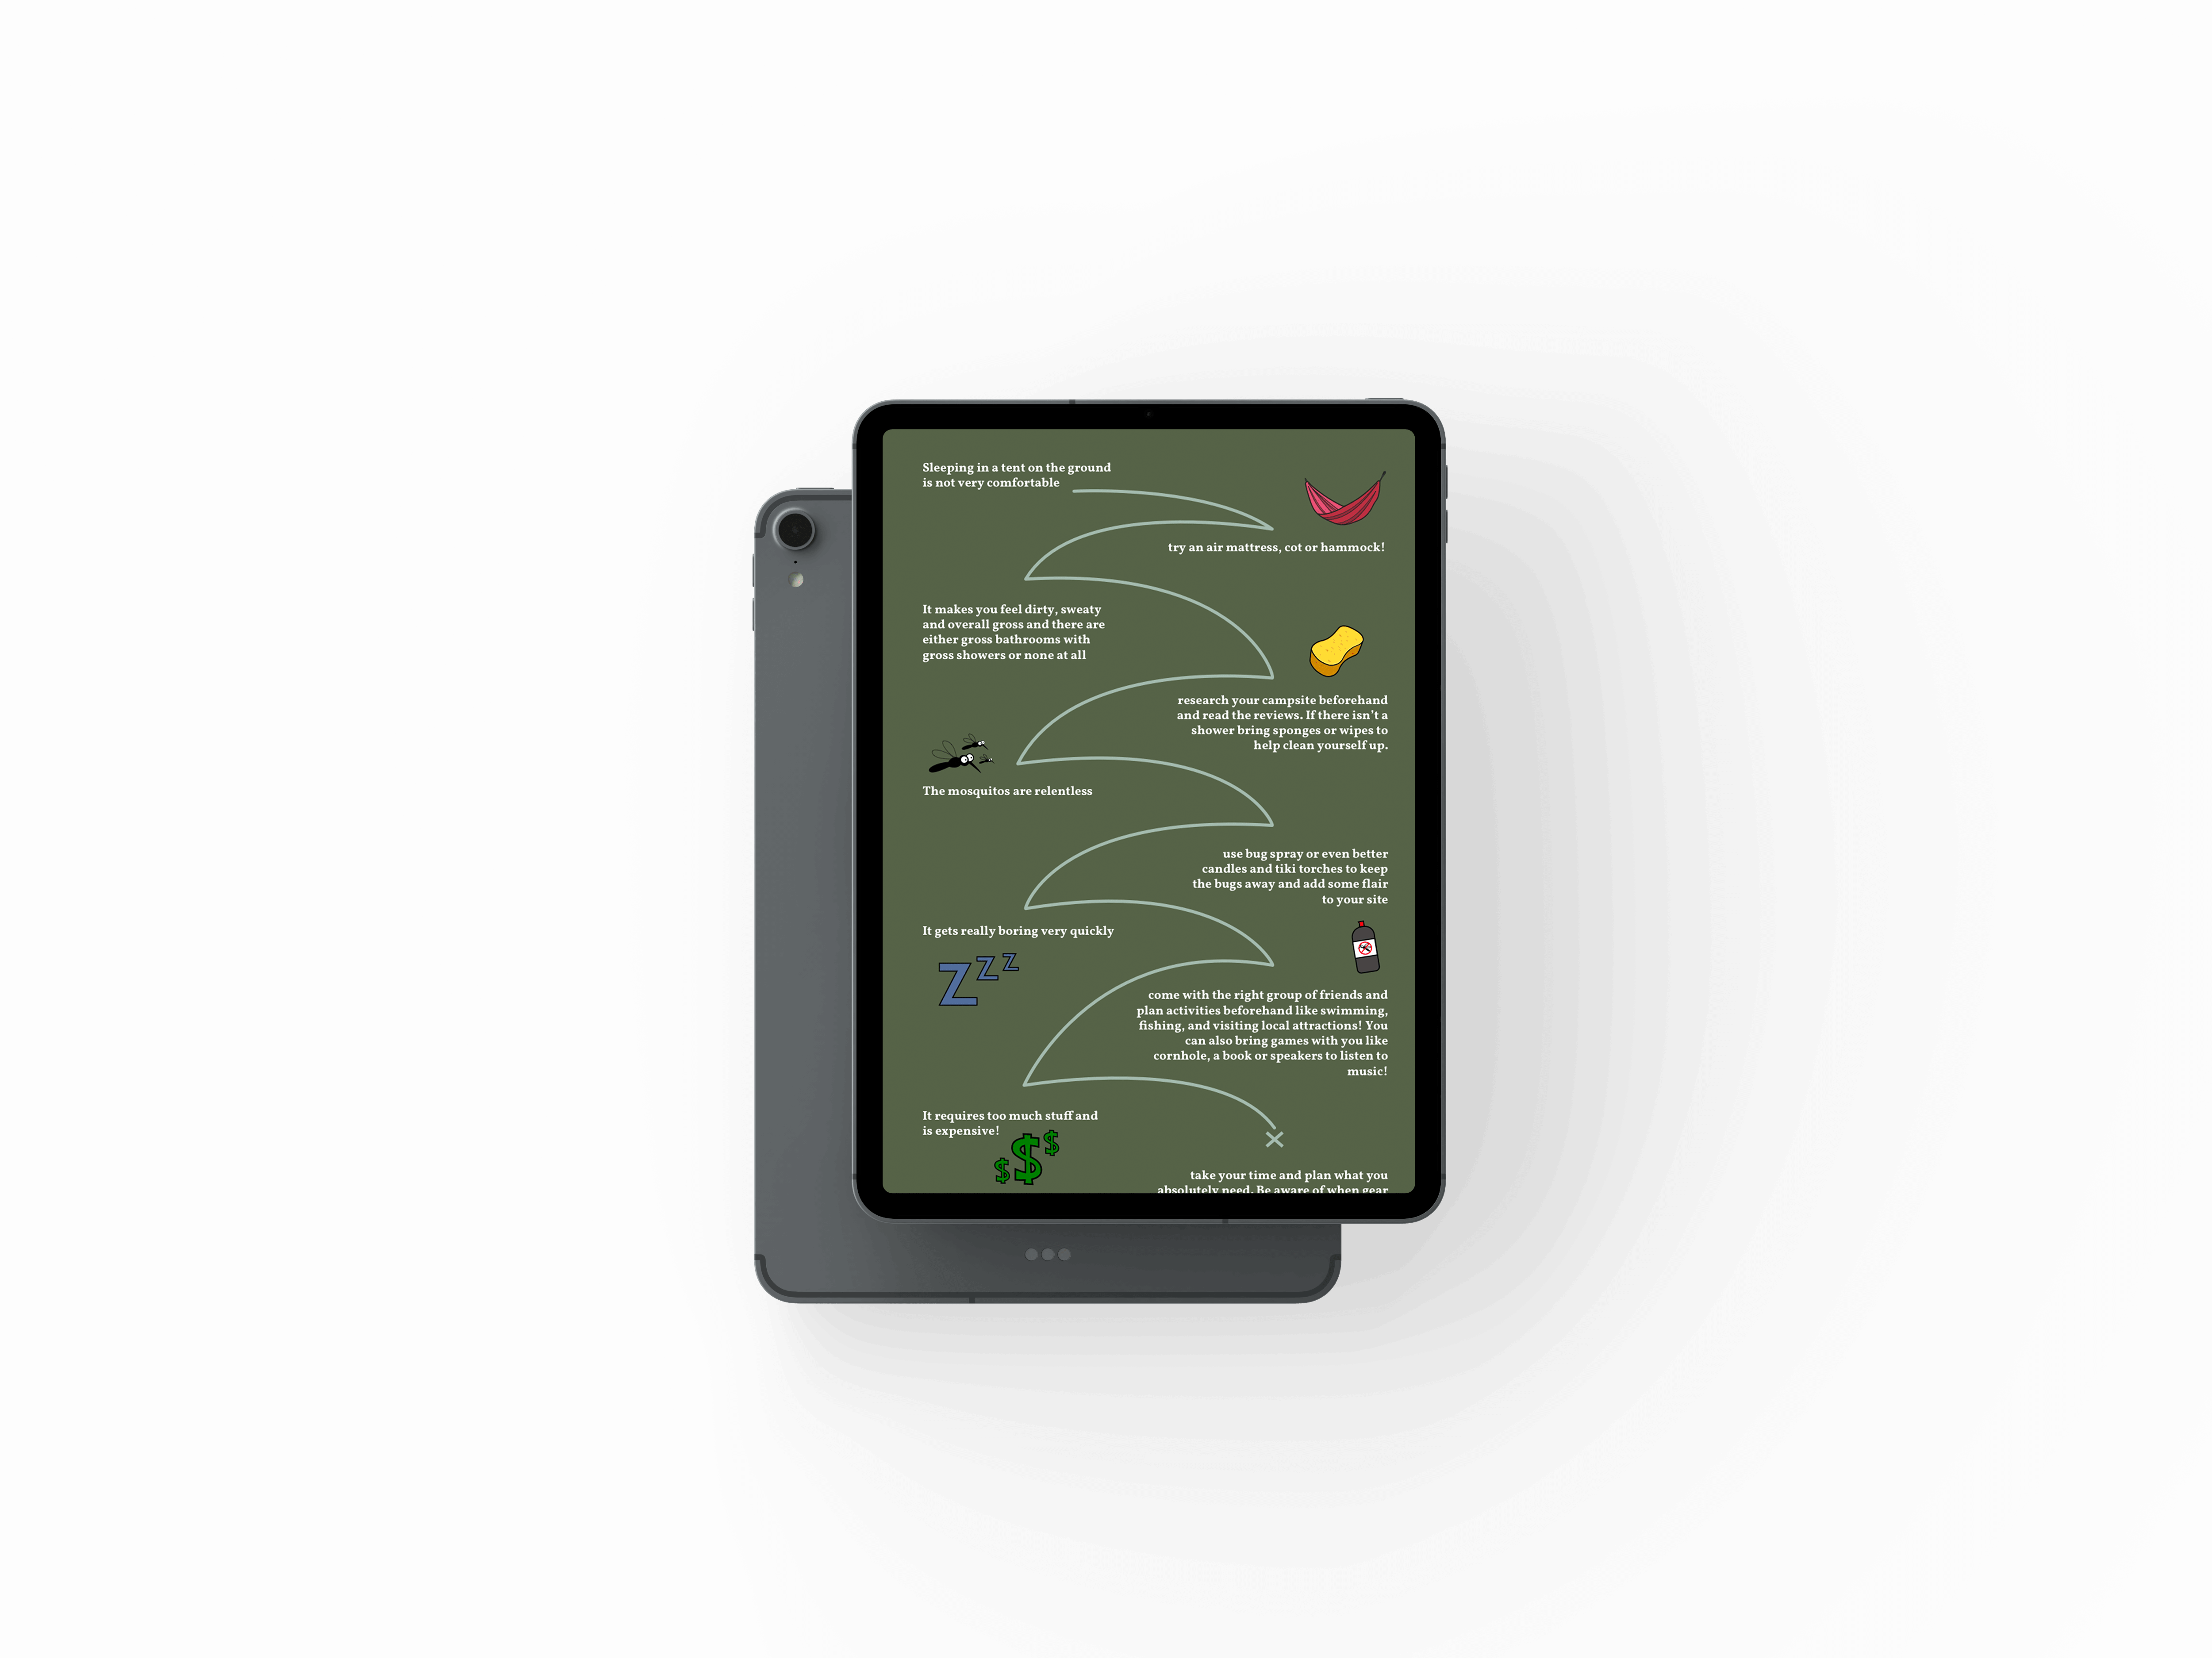 Sleeping in a tent on the ground
is not very comfortable
try an air mattress, cot or hammock!
It makes you feel dirty, sweaty
and overall gross and there are
either gross bathrooms with
gross showers or none at all
research your campsite beforehand
and read the reviews. If there isn't a
shower bring sponges or wipes to
help clean yourself up.
The mosquitos are relentless
use bug spray or even better
candles and tiki torches to keep
the bugs away and add some flair
to your site
It gets really boring very quickly
Z Z Z
come with the right group of friends and
plan activities beforehand like swimming,
fishing, and visiting local attractions! You
can also bring games with you like
cornhole, a book or speakers to listen to
music!
It requires too much stuff and
is expensive!
$ $ $
take your time and plan what you
absolutely need. Be aware of when gear